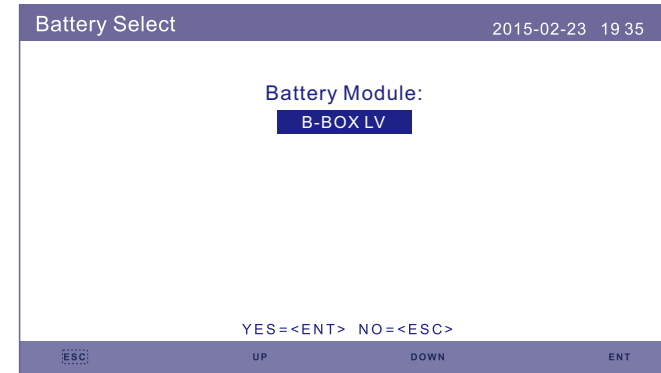 Battery Select
2015-02-23 19 35
Battery Module:
B-BOX LV
YES=<ENT> NO=<ESC>
ESC UP DOWN ENT